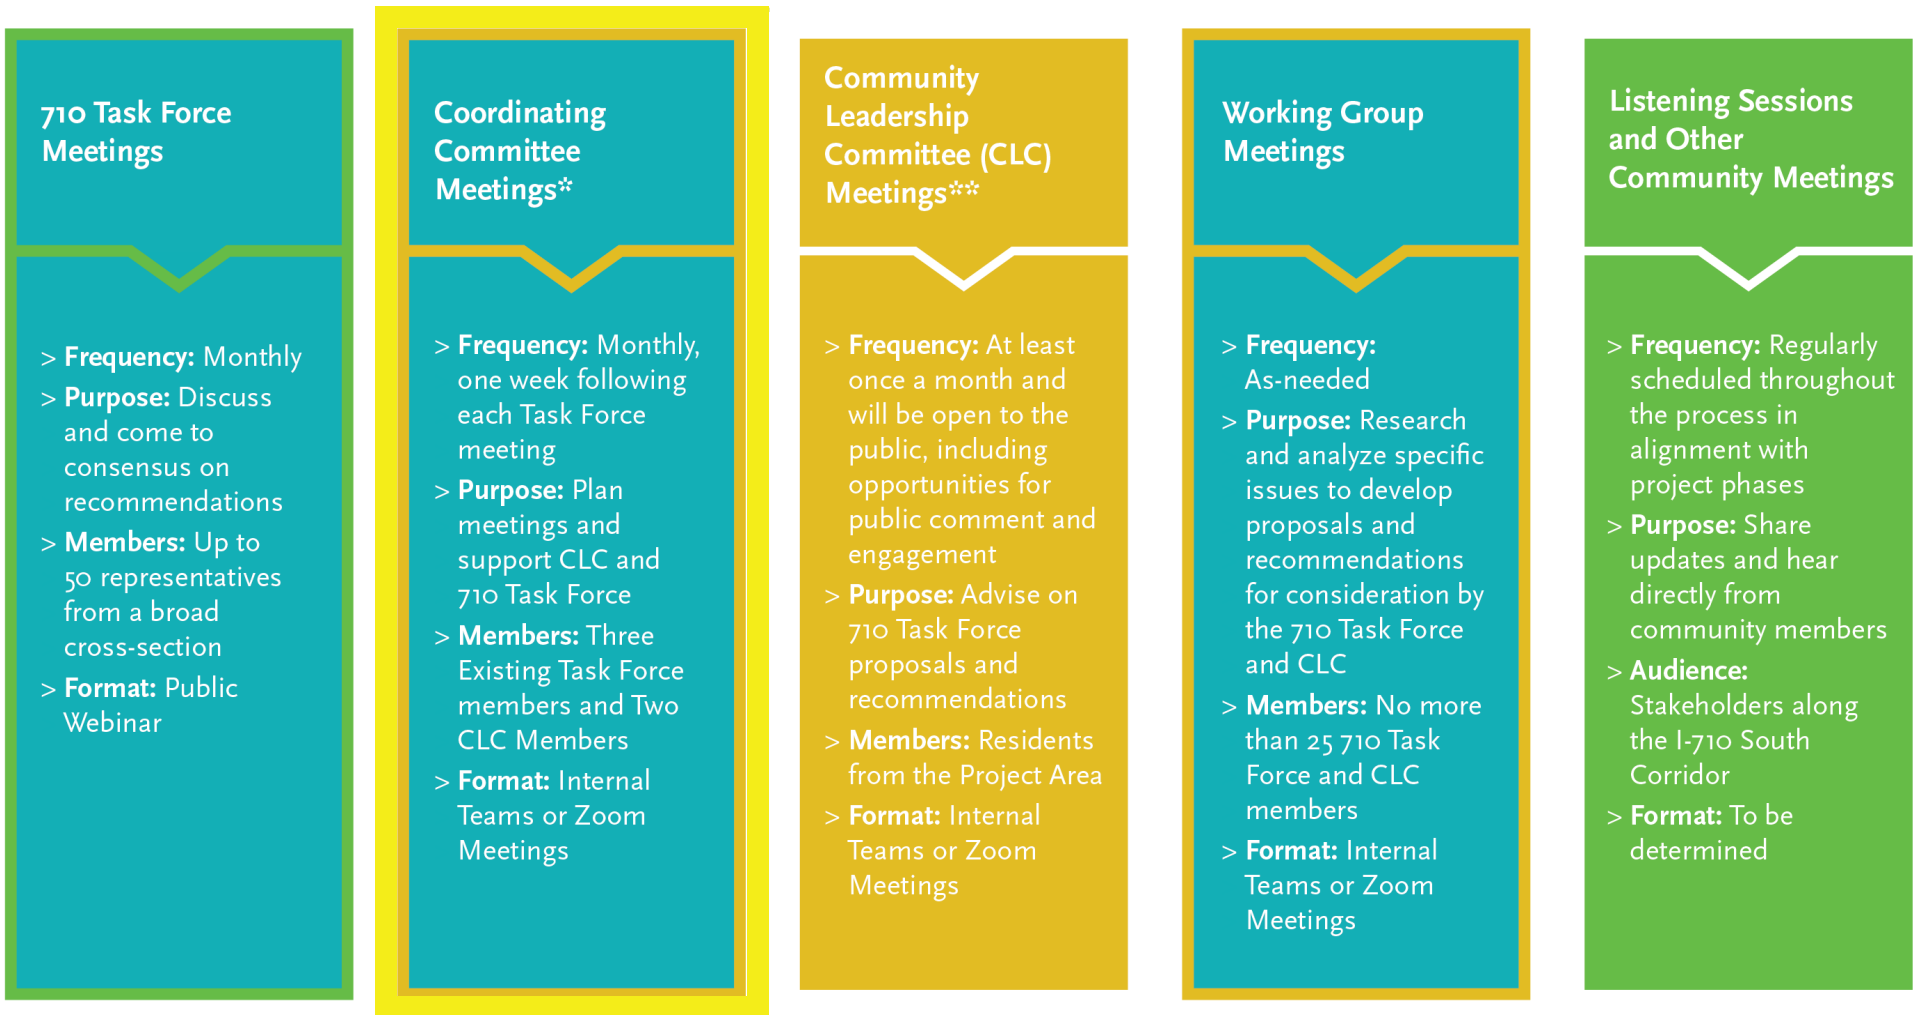 710 Task Force
Meetings
> Frequency: Monthly
> Purpose: Discuss
and come to
consensus on
recommendations
> Members: Up to
50 representatives
from a broad
cross-section
> Format: Public
Webinar
Coordinating
Committee
Meetings*
> Frequency: Monthly,
one week following
each Task Force
meeting
> Purpose: Plan
meetings and
support CLC and
710 Task Force
> Members: Three
Existing Task Force
members and Two
CLC Members
> Format: Internal
Teams or Zoom
Meetings
Community
Leadership
Committee (CLC)
Meetings**
> Frequency: At least
once a month and
will be open to the
public, including
opportunities for
public comment and
engagement
> Purpose: Advise on
710 Task Force
proposals and
recommendations
> Members: Residents
from the Project Area
> Format: Internal
Teams or Zoom
Meetings
Working Group
Meetings
> Frequency:
As-needed
> Purpose: Research
and analyze specific
issues to develop
proposals and
recommendations
for consideration by
the 710 Task Force
and CLC
> Members: No more
than 25 710 Task
Force and CLC
members
> Format: Internal
Teams or Zoom
Meetings
Listening Sessions
and Other
Community Meetings
> Frequency: Regularly
scheduled throughout
the process in
alignment with
project phases
> Purpose: Share
updates and hear
directly from
community members
> Audience:
Stakeholders along
the I-710 South
Corridor
> Format: To be
determined